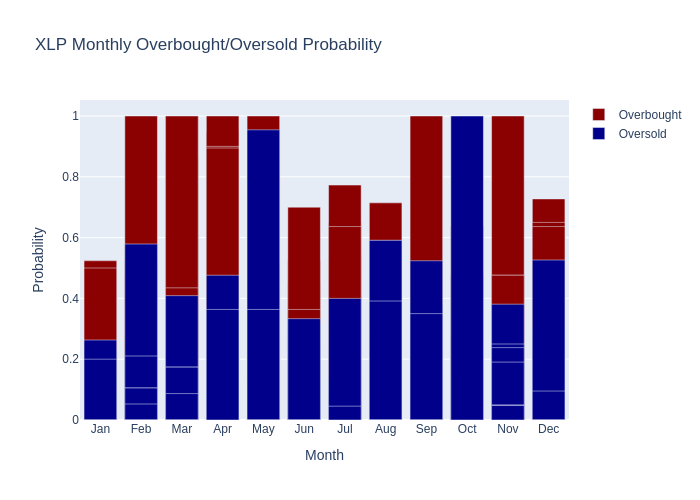 XLP Monthly Overbought/Oversold Probability
Overbought
Oversold
1
0.8
0.6
0.4
0.2
0
Probability
Jan Feb Mar Apr May Jun Jul Aug Sep Oct Nov Dec
Month